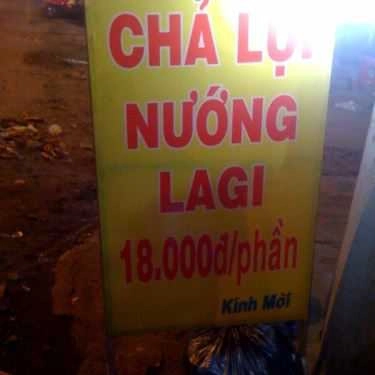 CHẢ LỤI
NƯỚNG
LAGI
18.000đ/phần
Kính Mời